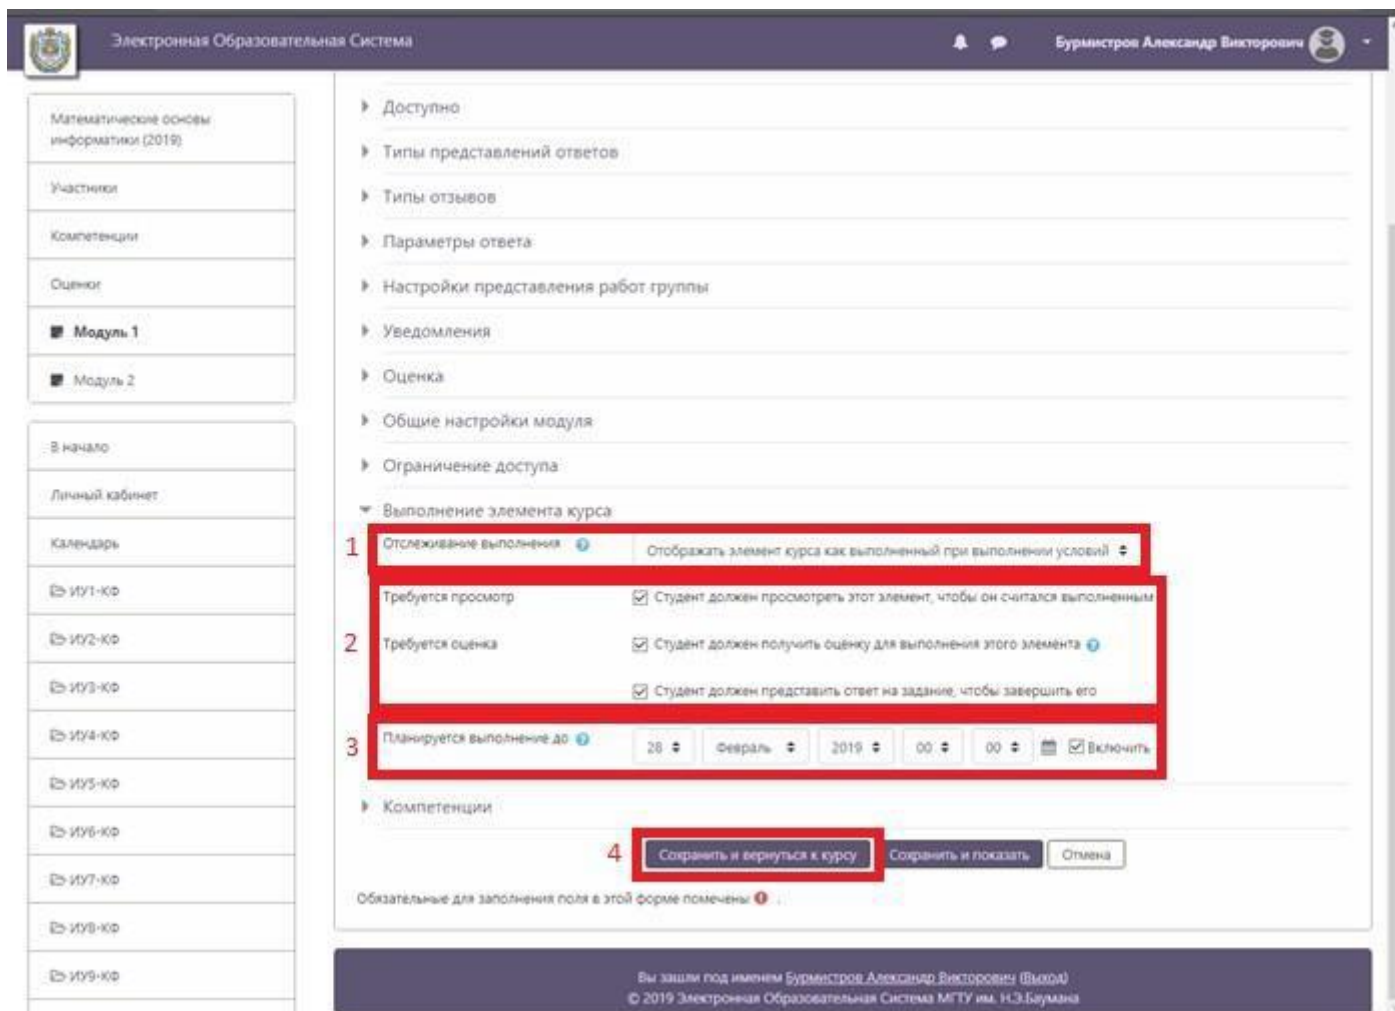 Электронная Образовательная Система
Бурмистров Александр Викторович
Математические основы
информатики (2019)
Участники
Компетенции
Оценки
Модуль 1
Модуль 2
В начало
Личный кабинет
Календарь
ИУ1-КФ
ИУ2-КФ
ИУ3-КФ
ИУ4-КФ
ИУ5-КФ
ИУ6-КФ
ИУ7-КФ
ИУ8-КФ
ИУ9-КФ
Доступно
Типы представлений ответов
Типы отзывов
Параметры ответа
Настройки представления работ группы
Уведомления
Оценка
Общие настройки модуля
Ограничение доступа
Выполнение элемента курса
1 Отслеживание выполнения Отображать элемент курса как выполненный при выполнении условий
Требуется просмотр Студент должен просмотреть этот элемент, чтобы он считался выполненным
2 Требуется оценка Студент должен получить оценку для выполнения этого элемента
Студент должен представить ответ на задание, чтобы завершить его
3 Планируется выполнение до 28 Февраль 2019 00 00 Включить
Компетенции
4 Сохранить и вернуться к курсу Сохранить и показать Отмена
Обязательные для заполнения поля в этой форме помечены .
Вы зашли под именем Бурмистров Александр Викторович (Выход)
© 2019 Электронная Образовательная Система МГТУ им. Н.Э.Баумана